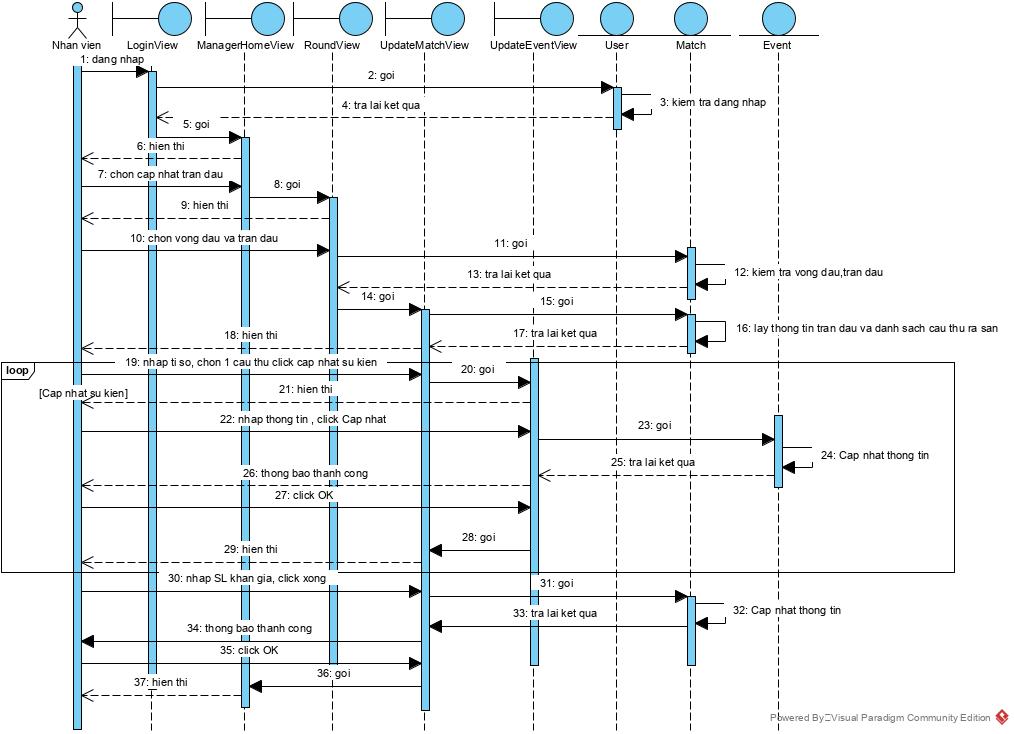 Nhan vien
LoginView
ManagerHomeView
RoundView
UpdateMatchView
UpdateEventView
User
Match
Event
1: dang nhap
2: goi
3: kiem tra dang nhap
4: tra lai ket qua
5: goi
6: hien thi
7: chon cap nhat tran dau
8: goi
9: hien thi
10: chon vong dau va tran dau
11: goi
12: kiem tra vong dau,tran dau
13: tra lai ket qua
14: goi
15: goi
16: lay thong tin tran dau va danh sach cau thu ra san
17: tra lai ket qua
18: hien thi
loop
19: nhap ti so, chon 1 cau thu click cap nhat su kien
20: goi
[Cap nhat su kien]
21: hien thi
22: nhap thong tin , click Cap nhat
23: goi
24: Cap nhat thong tin
25: tra lai ket qua
26: thong bao thanh cong
27: click OK
28: goi
29: hien thi
30: nhap SL khan gia, click xong
31: goi
32: Cap nhat thong tin
33: tra lai ket qua
34: thong bao thanh cong
35: click OK
36: goi
37: hien thi
Powered By Visual Paradigm Community Edition